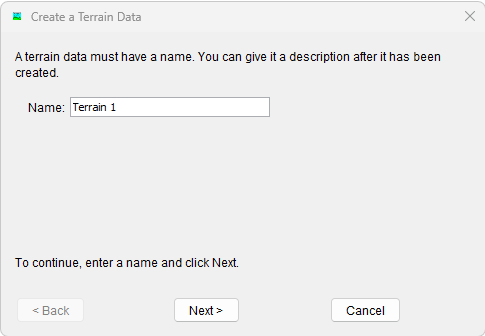 Create a Terrain Data
A terrain data must have a name. You can give it a description after it has been
created.
Name: Terrain 1
To continue, enter a name and click Next.
< Back Next > Cancel